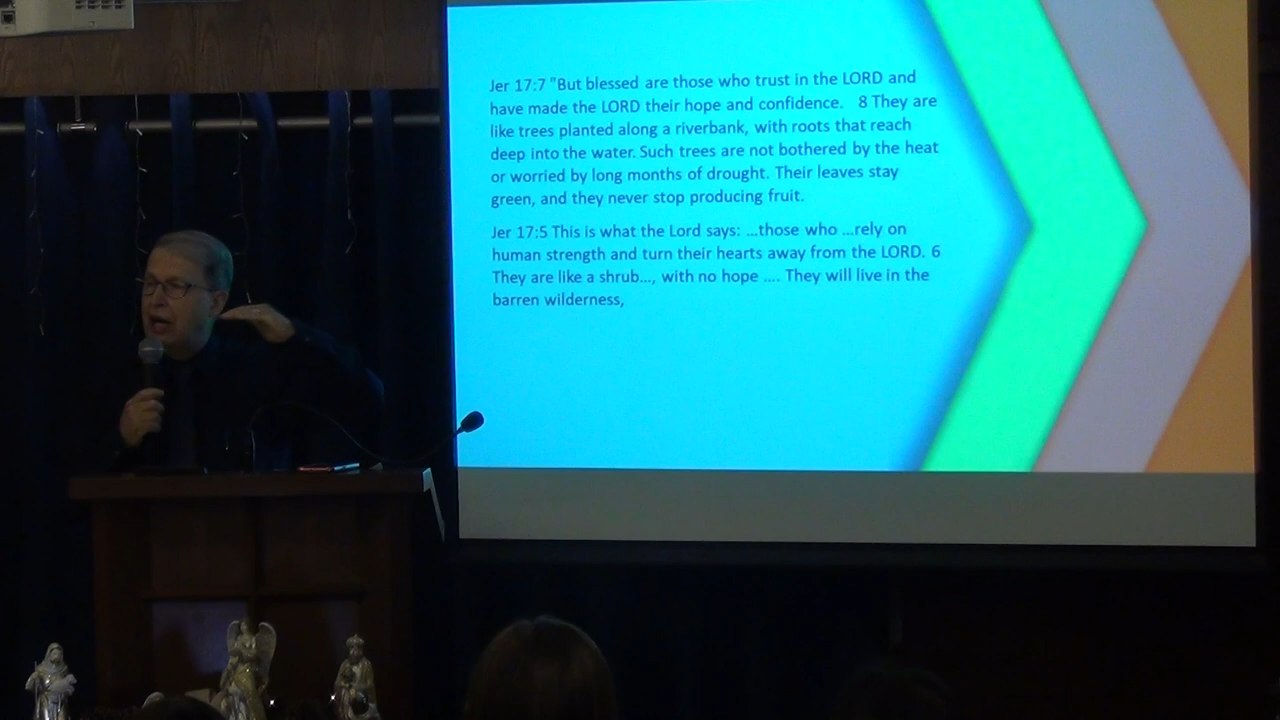 Jer 17:7 "But blessed are those who trust in the LORD and
have made the LORD their hope and confidence. 8 They are
like trees planted along a riverbank, with roots that reach
deep into the water. Such trees are not bothered by the heat
or worried by long months of drought. Their leaves stay
green, and they never stop producing fruit.
Jer 17:5 This is what the Lord says: ...those who ...rely on
human strength and turn their hearts away from the LORD. 6
They are like a shrub..., with no hope .... They will live in the
barren wilderness,